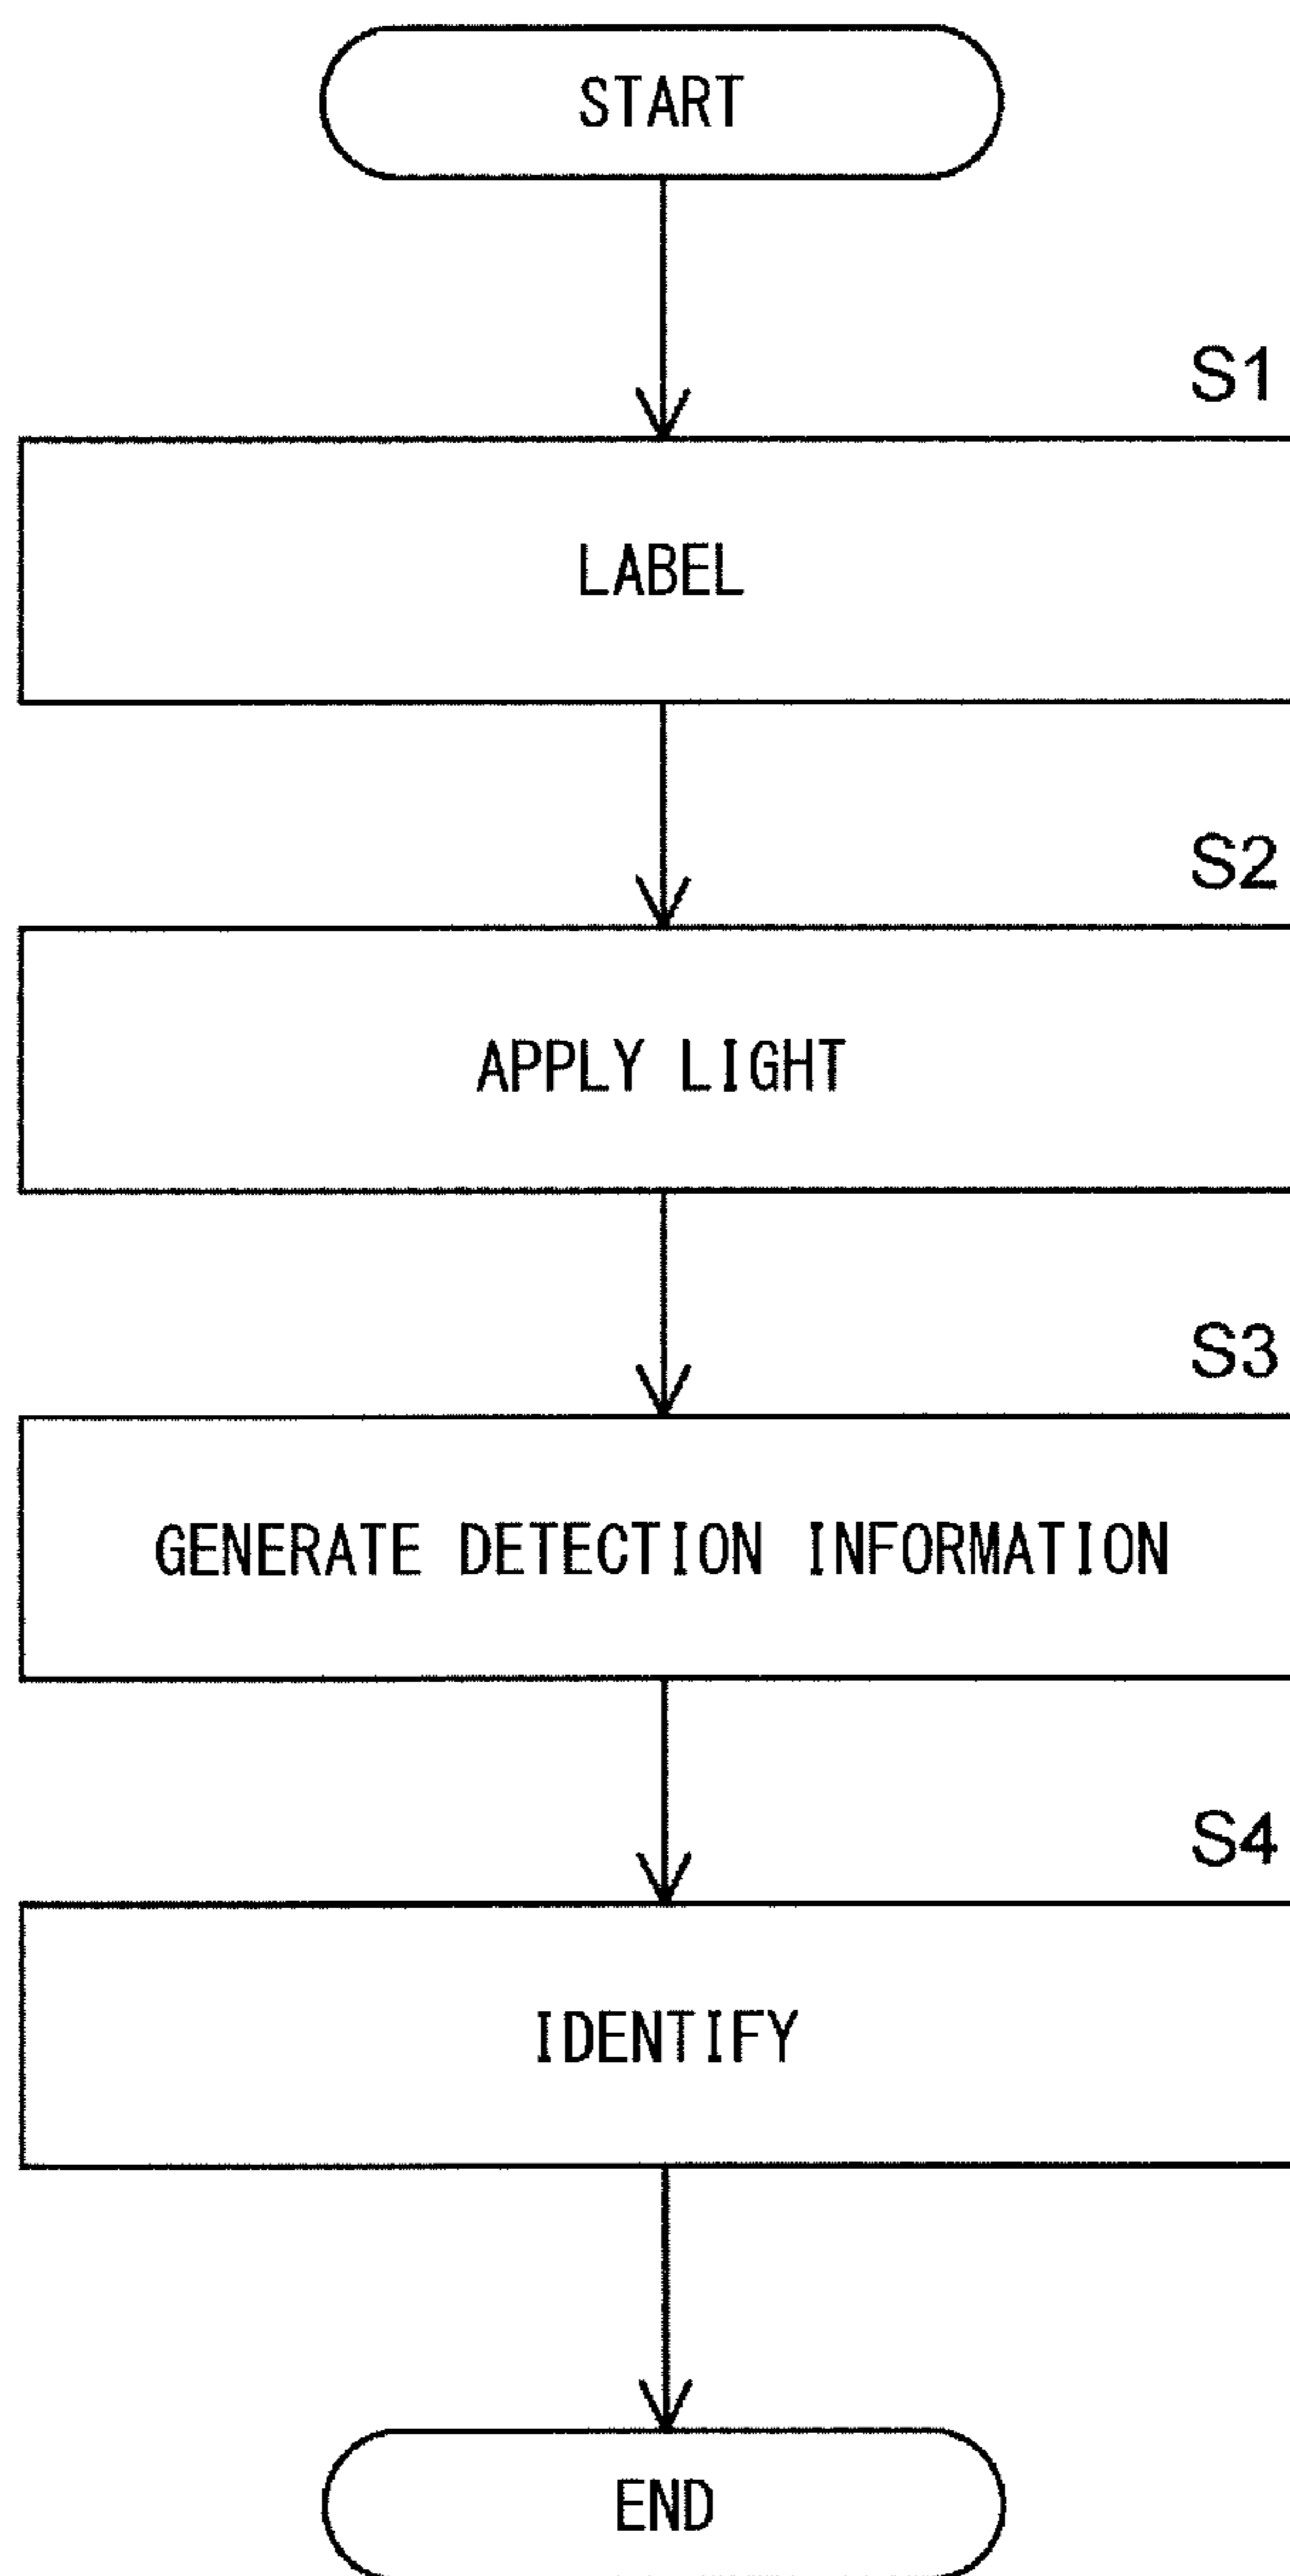 START
S1
LABEL
S2
APPLY LIGHT
S3
GENERATE DETECTION INFORMATION
S4
IDENTIFY
END